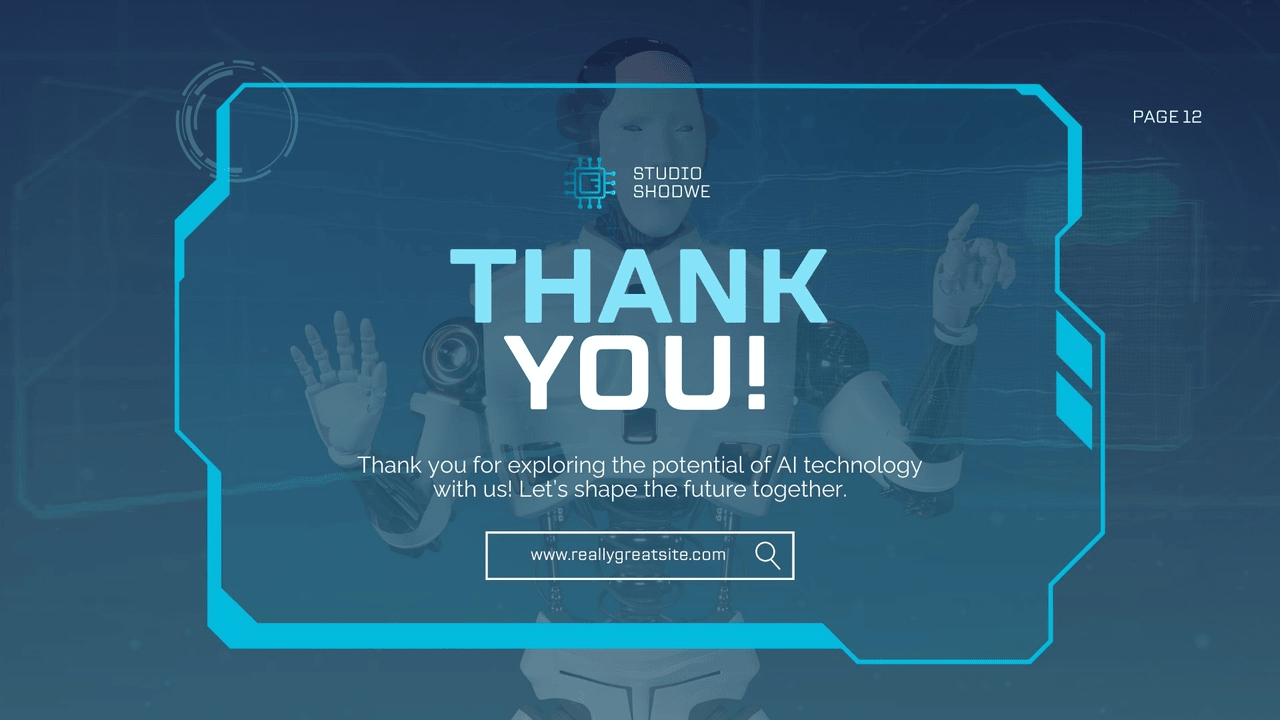 PAGE 12
STUDIO
SHODWE
THANK
YOU!
Thank you for exploring the potential of AI technology
with us! Let's shape the future together.
www.reallygreatsite.com